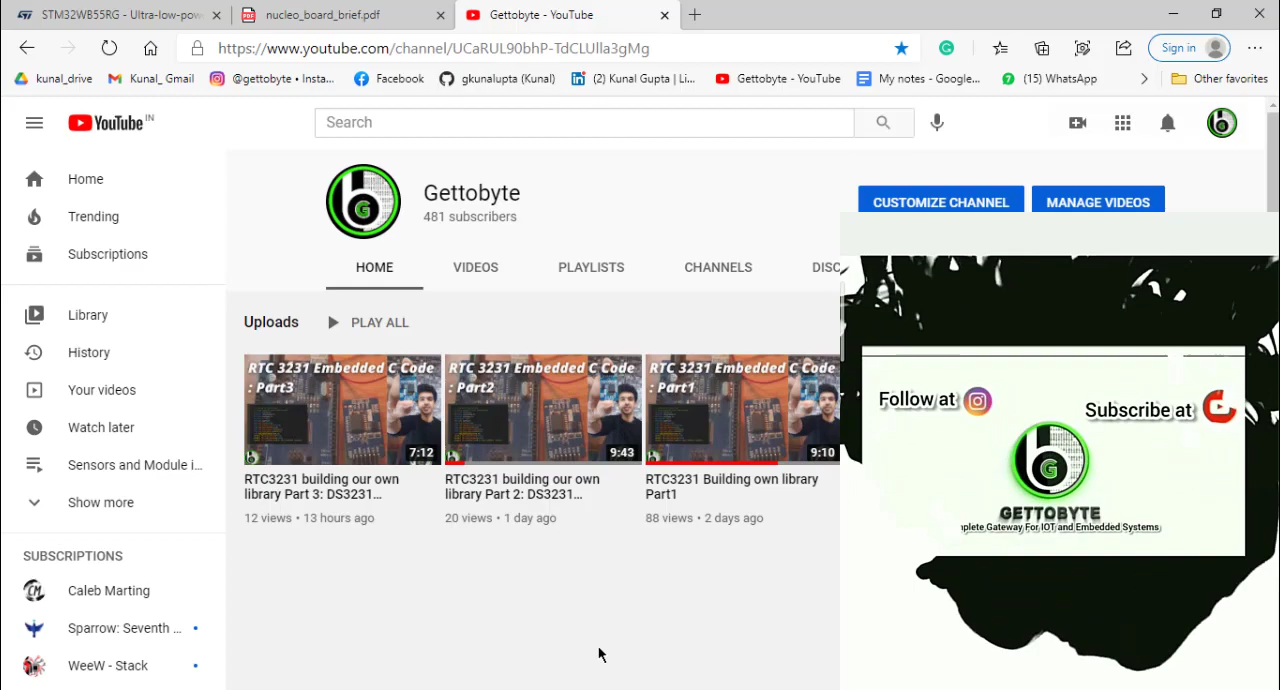 STM32WB55RG - Ultra-low-pow
nucleo_board_brief.pdf
Gettobyte - YouTube
https://www.youtube.com/channel/UCaRUL90bhP-TdCLUlla3gMg
Sign in
kunal_drive
Kunal_ Gmail
@gettobyte • Insta...
Facebook
gkunalupta (Kunal)
(2) Kunal Gupta | Li...
Gettobyte - YouTube
My notes - Google...
(15) WhatsApp
Other favorites
YouTube IN
Search
Home
Trending
Subscriptions
Library
History
Your videos
Watch later
Sensors and Module i...
Show more
SUBSCRIPTIONS
Caleb Marting
Sparrow: Seventh ...
WeeW - Stack
Gettobyte
481 subscribers
CUSTOMIZE CHANNEL
MANAGE VIDEOS
HOME
VIDEOS
PLAYLISTS
CHANNELS
DISC
Uploads
PLAY ALL
RTC 3231 Embedded C Code
: Part3
7:12
RTC3231 building our own
library Part 3: DS3231...
12 views • 13 hours ago
RTC 3231 Embedded C Code
: Part2
9:43
RTC3231 building our own
library Part 2: DS3231...
20 views • 1 day ago
RTC 3231 Embedded C Code
: Part1
9:10
RTC3231 Building own library
Part1
88 views • 2 days ago
Follow at
Subscribe at
GETTOBYTE
mplete Gateway For IOT and Embedded Systems